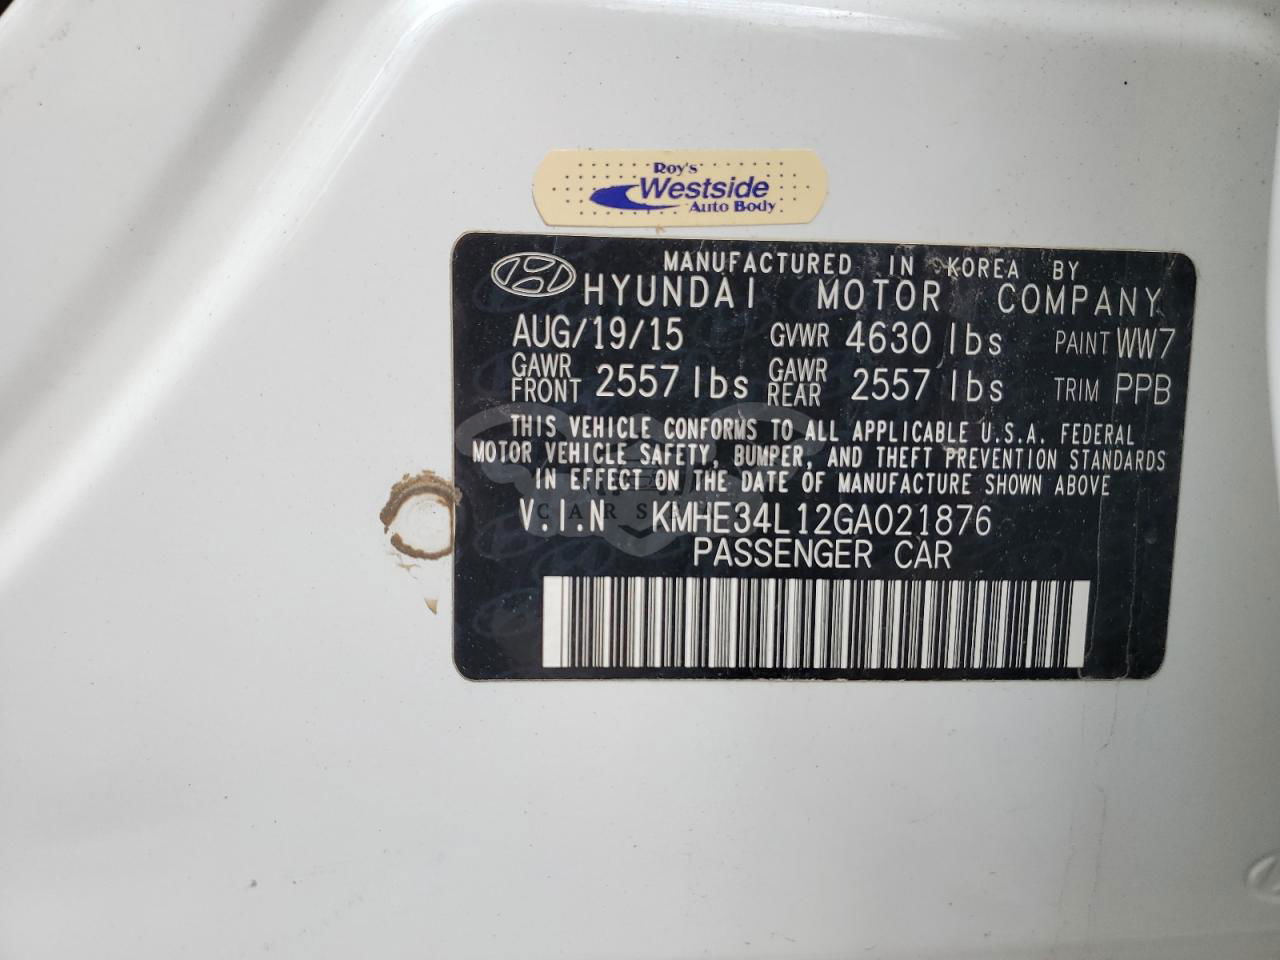 Roy's
Westside
Auto Body
MANUFACTURED IN KOREA BY
HYUNDAI MOTOR COMPANY
AUG/19/15 GVWR 4630 lbs PAINT WW7
GAWR FRONT 2557 lbs GAWR REAR 2557 lbs TRIM PPB
THIS VEHICLE CONFORMS TO ALL APPLICABLE U.S.A. FEDERAL
MOTOR VEHICLE SAFETY, BUMPER, AND THEFT PREVENTION STANDARDS
IN EFFECT ON THE DATE OF MANUFACTURE SHOWN ABOVE
V.I.N KMHE34L12GA021876
PASSENGER CAR